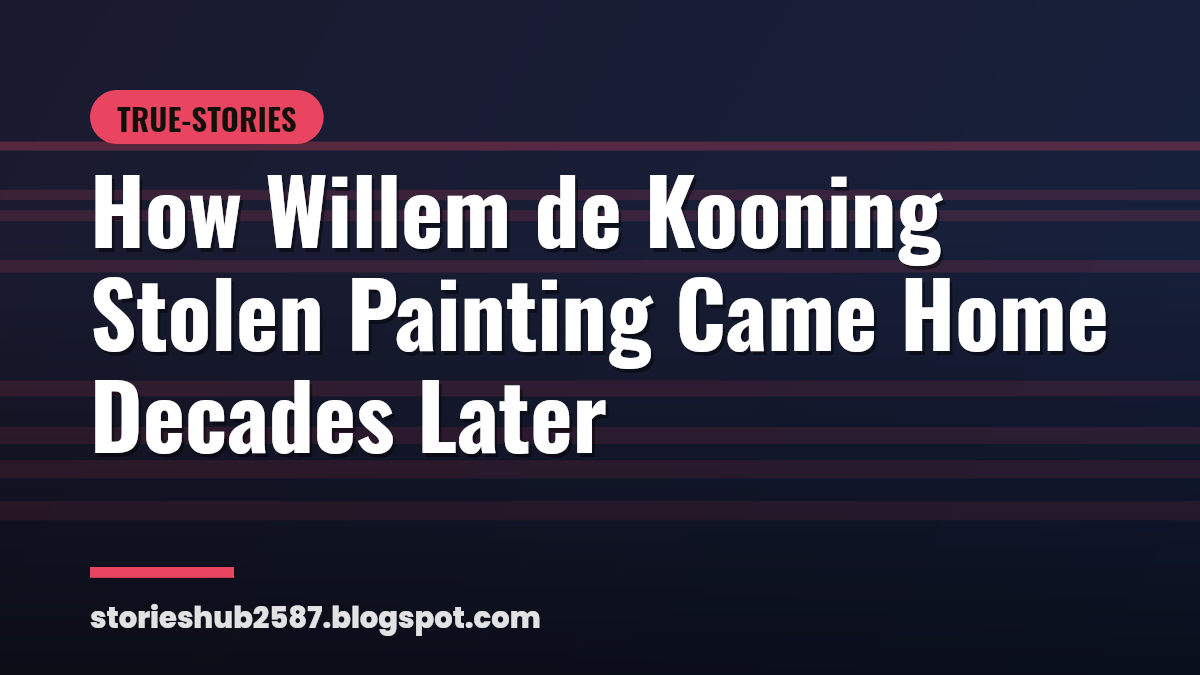 TRUE-STORIES
How Willem de Kooning
Stolen Painting Came Home
Decades Later
storieshub2587.blogspot.com